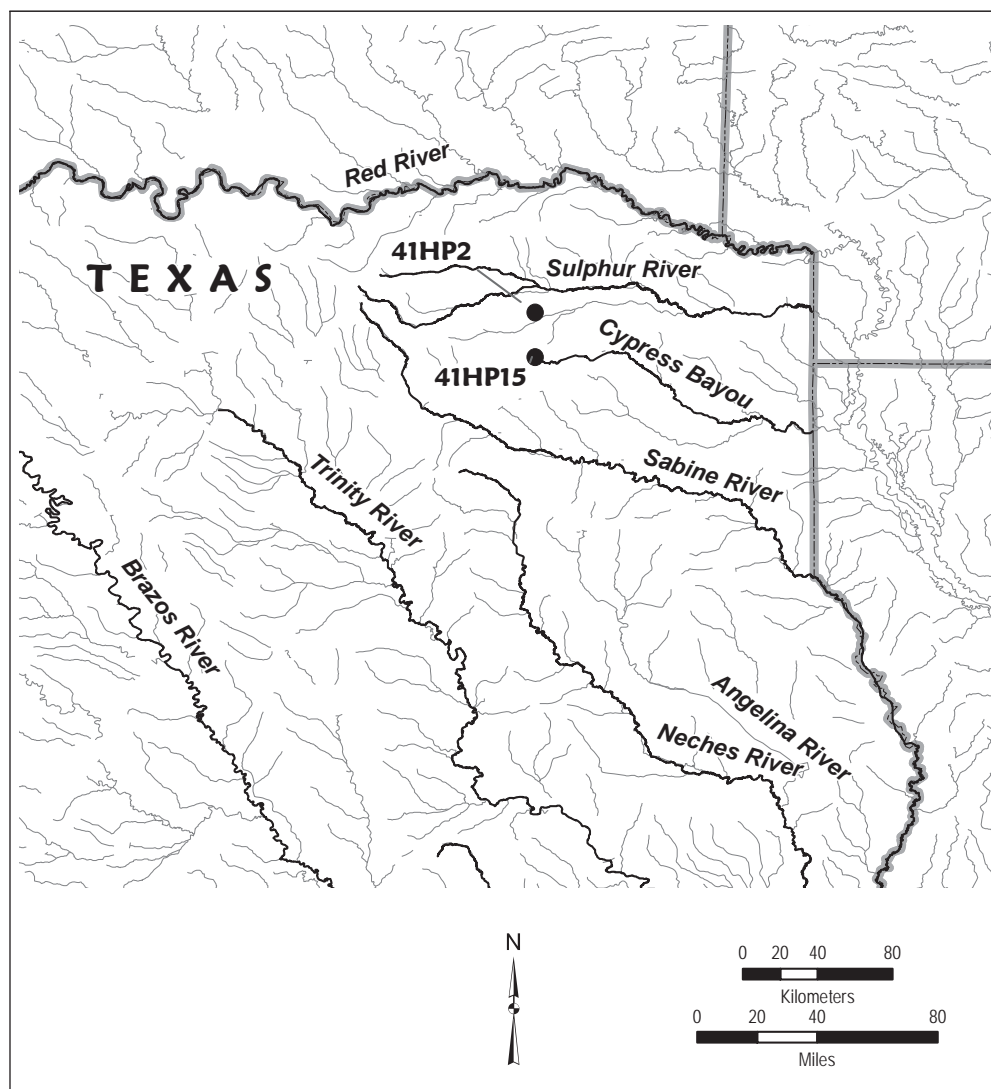 Red River
41HP2
TEXAS
Sulphur River
Cypress Bayou
41HP15
Sabine River
Trinity River
Brazos River
Angelina River
Neches River
N
0 20 40 80
Kilometers
0 20 40 80
Miles